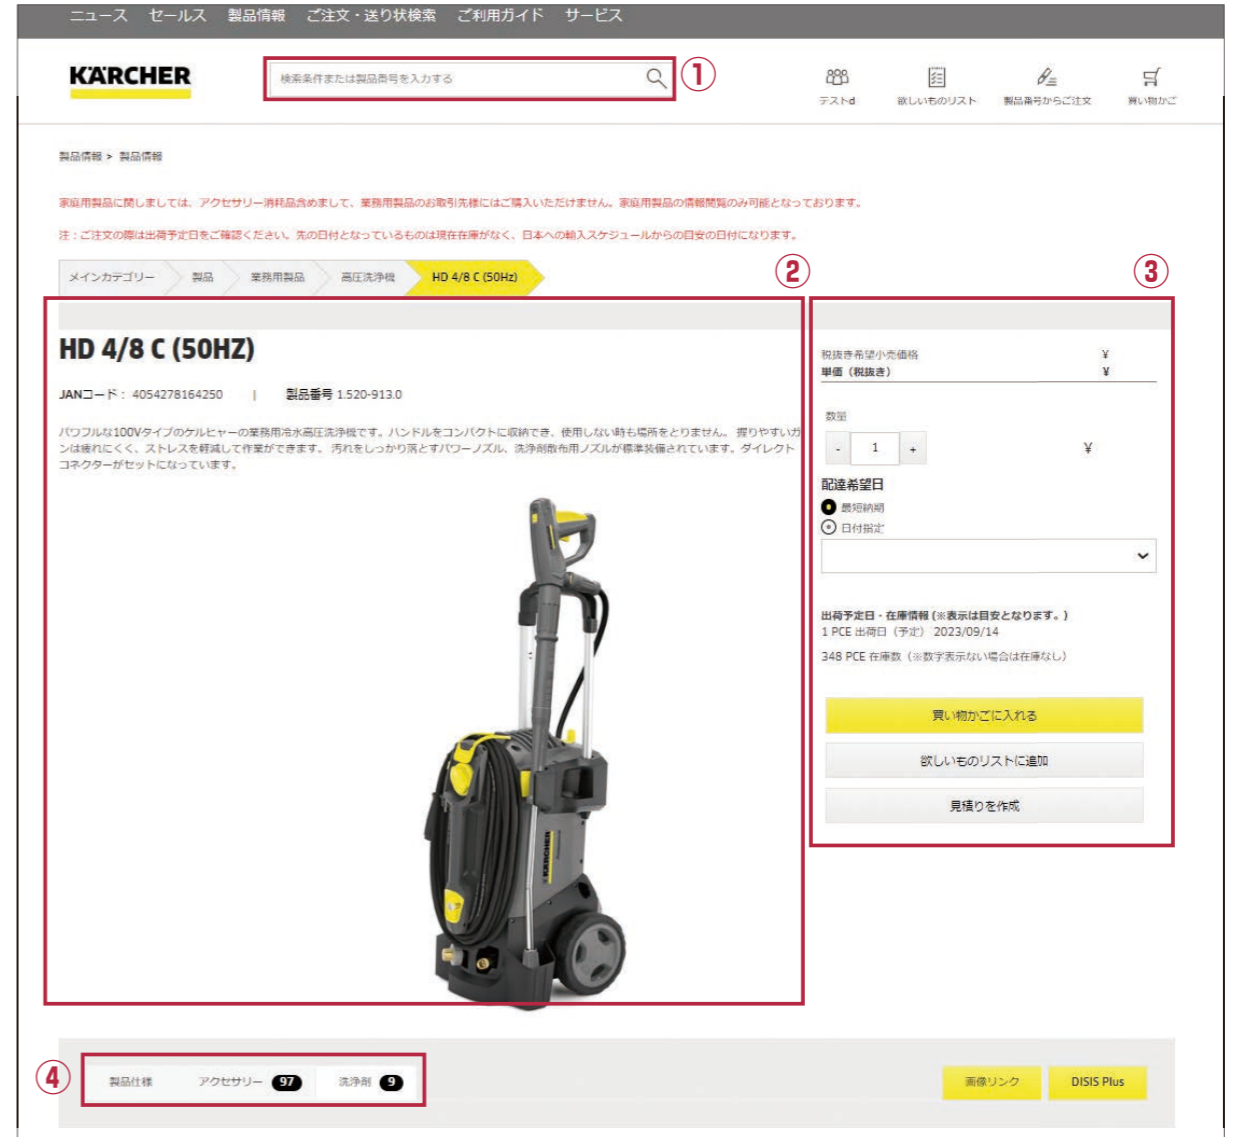 ニュース セールス 製品情報 ご注文・送り状検索 ご利用ガイド サービス
KÄRCHER
検索条件または製品番号を入力する
①
テストd 欲しいものリスト 製品番号からご注文 買い物かご
製品情報 > 製品情報
家庭用製品に関しましては、アクセサリー消耗品含めまして、業務用製品のお取引先様にはご購入いただけません。家庭用製品の情報閲覧のみ可能となっております。
注：ご注文の際は出荷予定日をご確認ください。先の日付となっているものは現在在庫がなく、日本への輸入スケジュールからの目安の日付になります。
メインカテゴリー 製品 業務用製品 高圧洗浄機 HD 4/8 C (50Hz)
②
③
HD 4/8 C (50HZ)
JANコード： 4054278164250 | 製品番号 1.520-913.0
パワフルな100Vタイプのケルヒャーの業務用冷水高圧洗浄機です。ハンドルをコンパクトに収納でき、使用しない時も場所をとりません。 握りやすいガ
ンは疲れにくく、ストレスを軽減して作業ができます。 汚れをしっかり落とすパワーノズル、洗浄剤散布用ノズルが標準装備されています。ダイレクト
コネクターがセットになっています。
KÄRCHER
税抜き希望小売価格 ¥
単価（税抜き） ¥
数量
- 1 + ¥
配達希望日
最短納期
日付指定
出荷予定日・在庫情報 (※表示は目安となります。)
1 PCE 出荷日（予定） 2023/09/14
348 PCE 在庫数（※数字表示ない場合は在庫なし）
買い物かごに入れる
欲しいものリストに追加
見積りを作成
④
製品仕様 アクセサリー 97 洗浄剤 9
画像リンク DISIS Plus